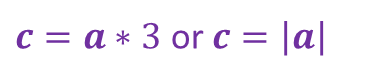 c = a ∗ 3 or c = |a|